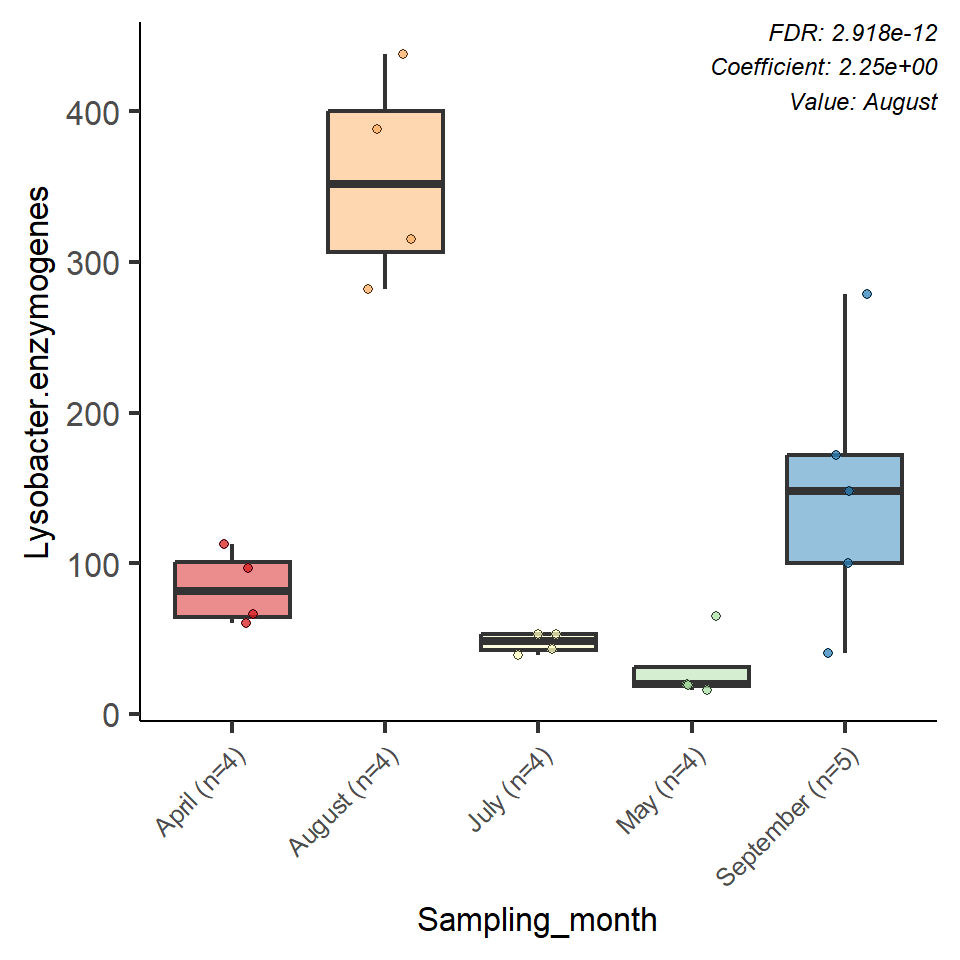 FDR: 2.918e-12
Coefficient: 2.25e+00
Value: August
Lysobacter.enzymogenes
400
300
200
100
0
April (n=4)
August (n=4)
July (n=4)
May (n=4)
September (n=5)
Sampling_month